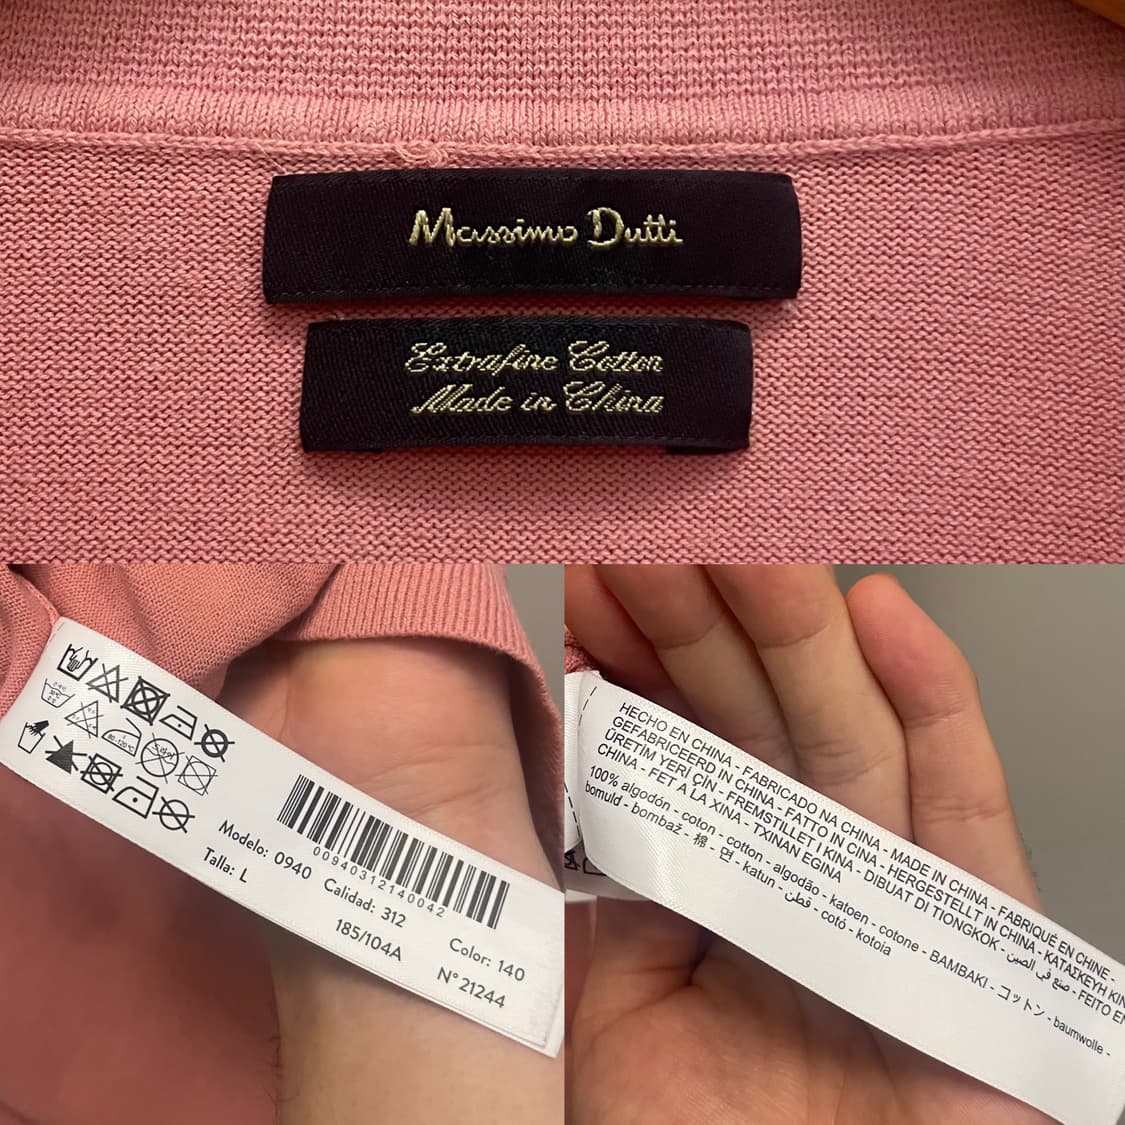 Massimo Dutti
Extrafine Cotton
Made in China
00940312140042
Modelo: 0940 Calidad: 312 Color: 140
Talla: L 185/104A N°21244
HECHO EN CHINA - FABRICADO NA CHINA - MADE IN CHINA - FABRIQUÉ EN CHINE -
GEFABRICEERD IN CHINA - FATTO IN CINA - HERGESTELLT IN CHINA - ΚΑΤΑΣΚΕΥΗ
ÜRETİM YERİ ÇIN - FREMSTILLET I KINA - DIBUAT DI TIONGKOK - صنع في الصين - FEITO
CHINA - FET A LA XINA - TXINAN EGINA
100% algodón - coton - cotton - algodão - katoen - cotone - BAMBAKI - コットン - baumwolle -
bomuld - bombaž - 棉 - 면 - katun - قطن - cotó - kotoia